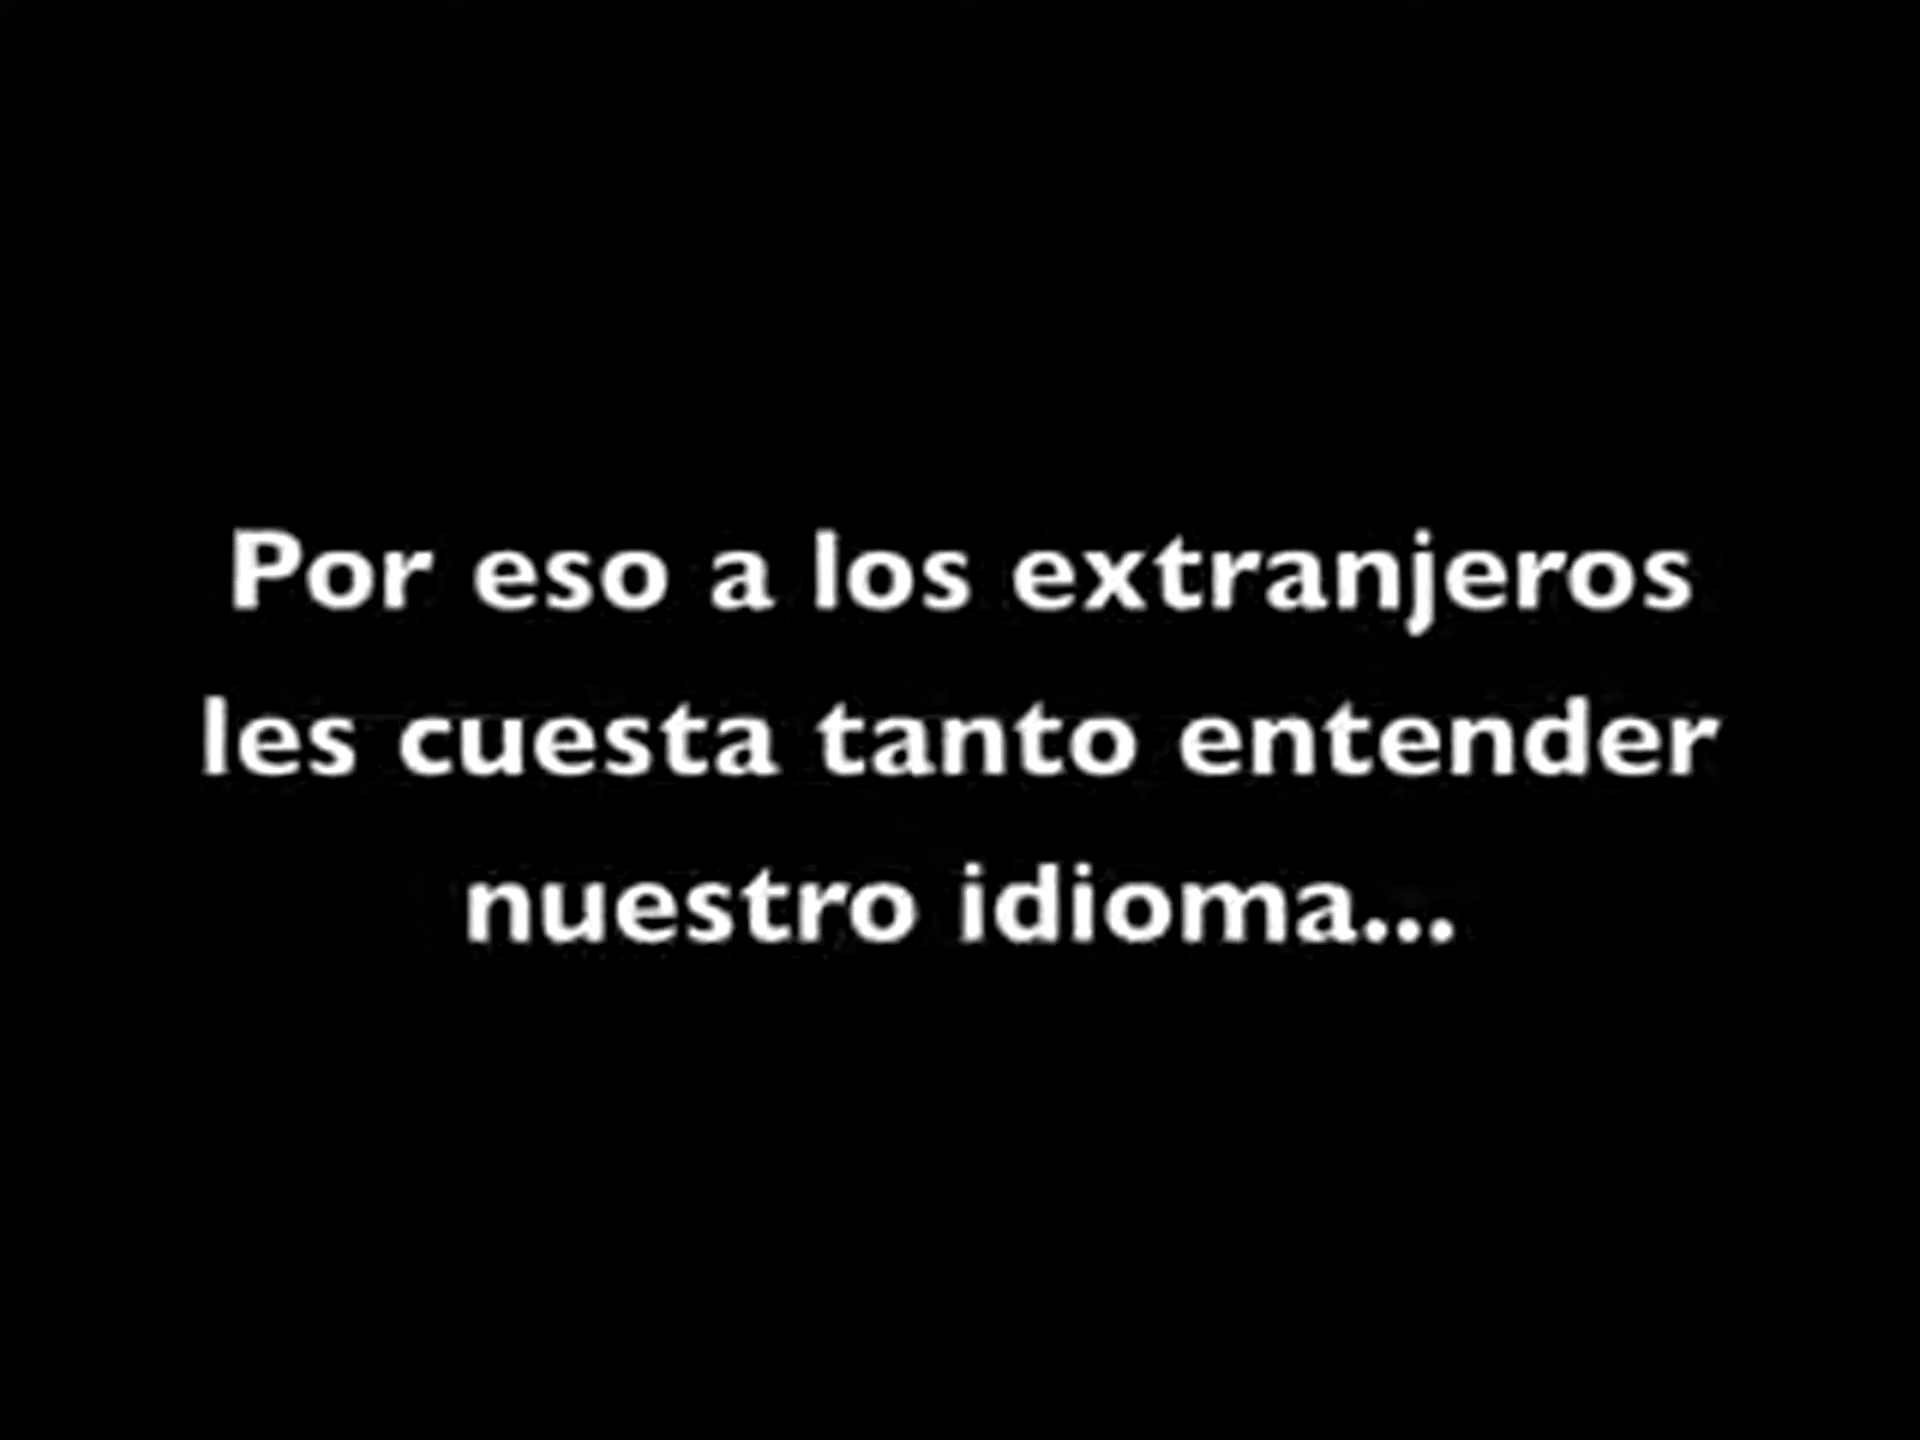 Por eso a los extranjeros
les cuesta tanto entender
nuestro idioma...